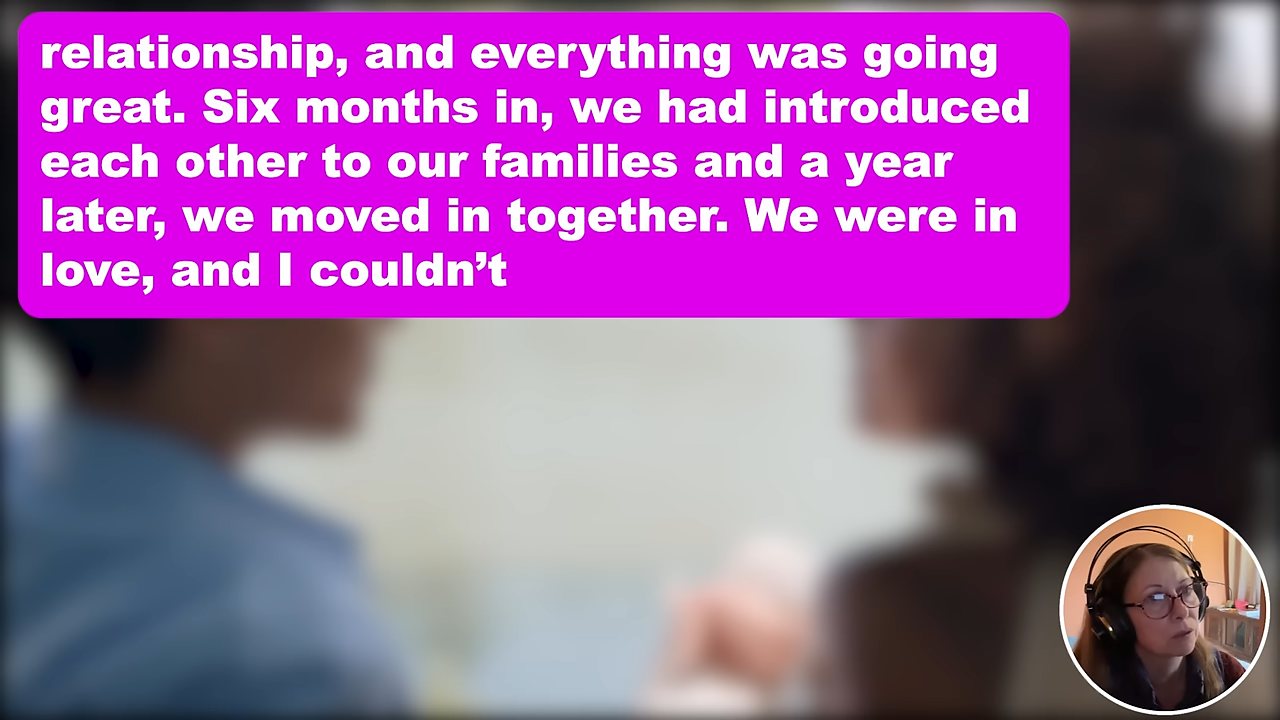 relationship, and everything was going
great. Six months in, we had introduced
each other to our families and a year
later, we moved in together. We were in
love, and I couldn’t